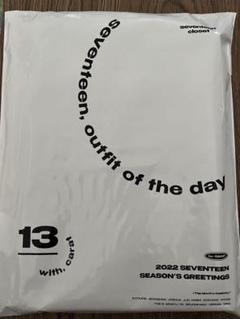 seventeen
closet
Seventeen, outfit of the day
13
with, carat
2022 SEVENTEEN
SEASON'S GREETINGS